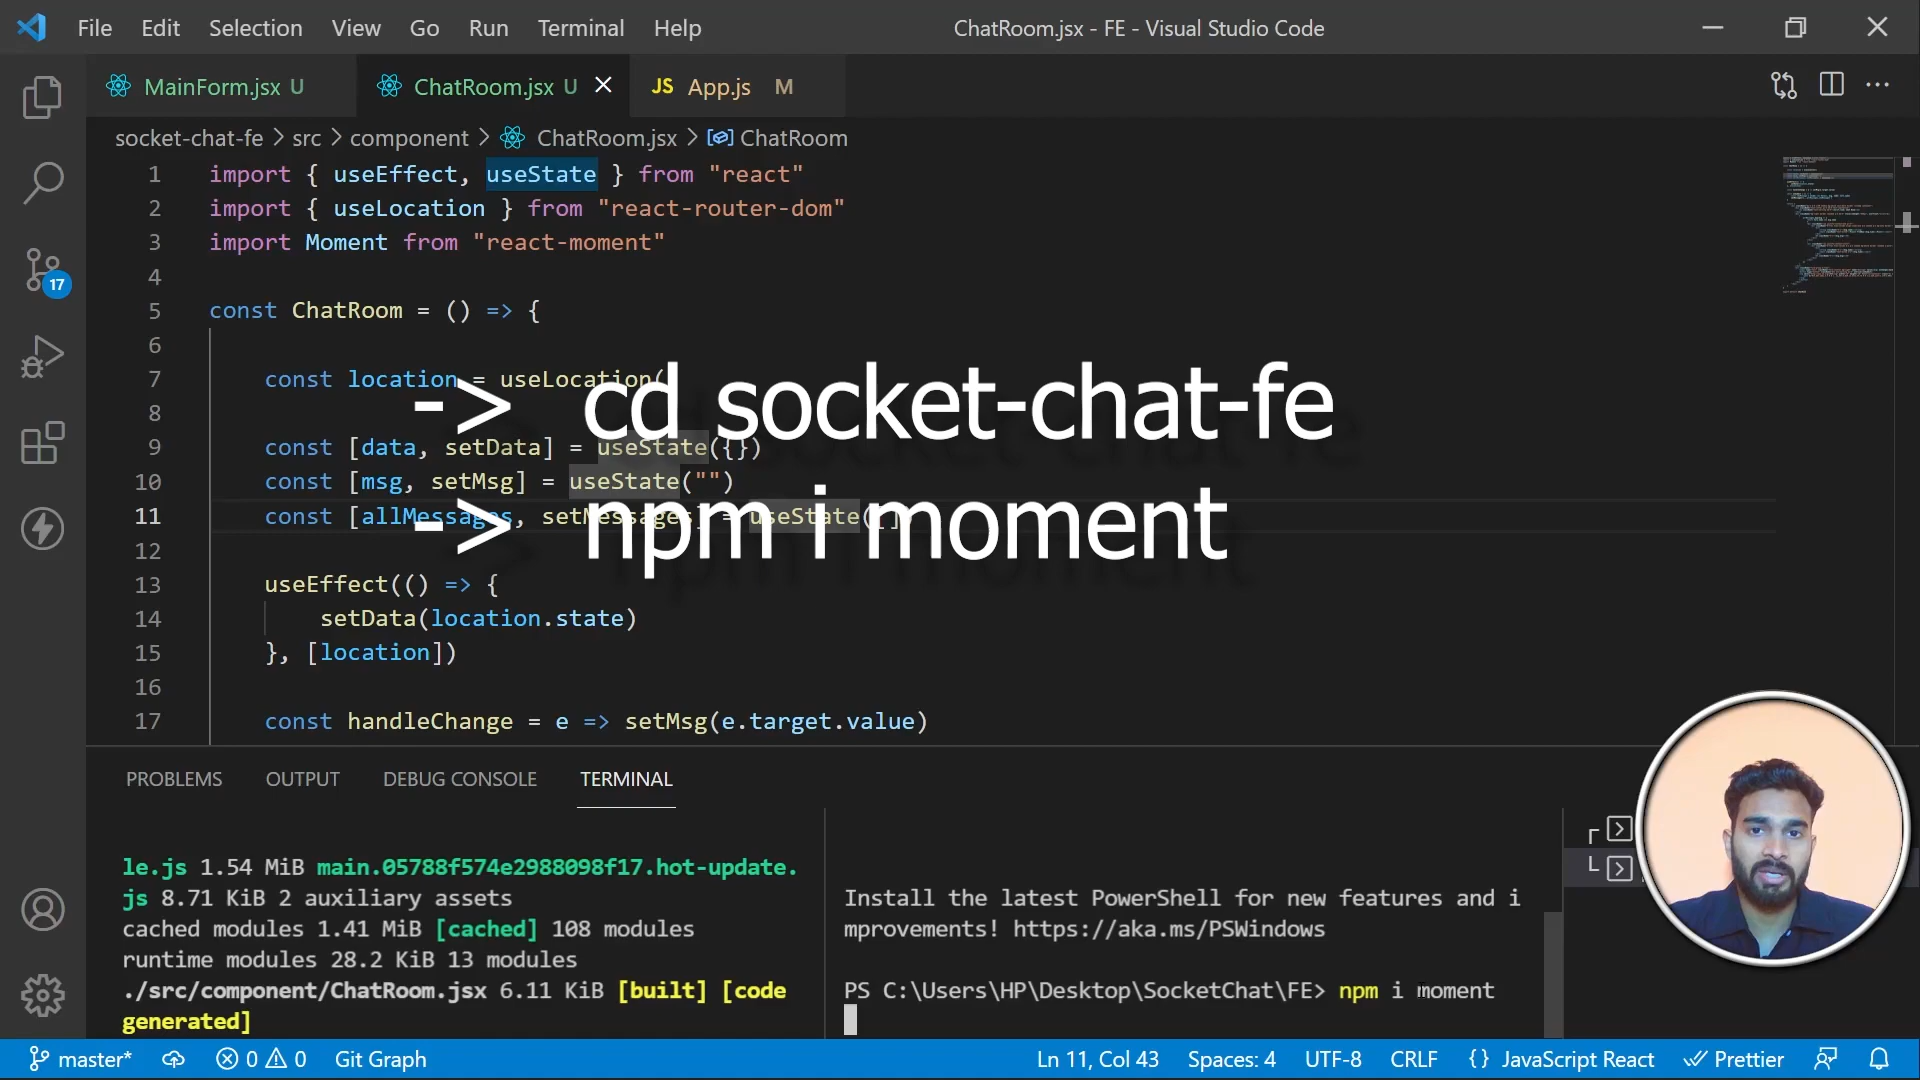 File Edit Selection View Go Run Terminal Help ChatRoom.jsx - FE - Visual Studio Code
MainForm.jsx U ChatRoom.jsx U JS App.js M
socket-chat-fe > src > component > ChatRoom.jsx > ChatRoom
1 import { useEffect, useState } from "react"
2 import { useLocation } from "react-router-dom"
3 import Moment from "react-moment"
4
5 const ChatRoom = () => {
6
7 const location = useLocation(
-> cd socket-chat-fe
8
9 const [data, setData] = useState({})
10 const [msg, setMsg] = useState("")
11 const [allMessages, setMessages] = useState([]
-> npm i moment
12
13 useEffect(() => {
14 setData(location.state)
15 }, [location])
16
17 const handleChange = e => setMsg(e.target.value)
17
PROBLEMS OUTPUT DEBUG CONSOLE TERMINAL
le.js 1.54 MiB main.05788f574e2988098f17.hot-update.
js 8.71 KiB 2 auxiliary assets
cached modules 1.41 MiB [cached] 108 modules
runtime modules 28.2 KiB 13 modules
./src/component/ChatRoom.jsx 6.11 KiB [built] [code
generated]
Install the latest PowerShell for new features and i
mprovements! https://aka.ms/PSWindows
PS C:\Users\HP\Desktop\SocketChat\FE> npm i moment
master* 0 0 Git Graph Ln 11, Col 43 Spaces: 4 UTF-8 CRLF {} JavaScript React Prettier